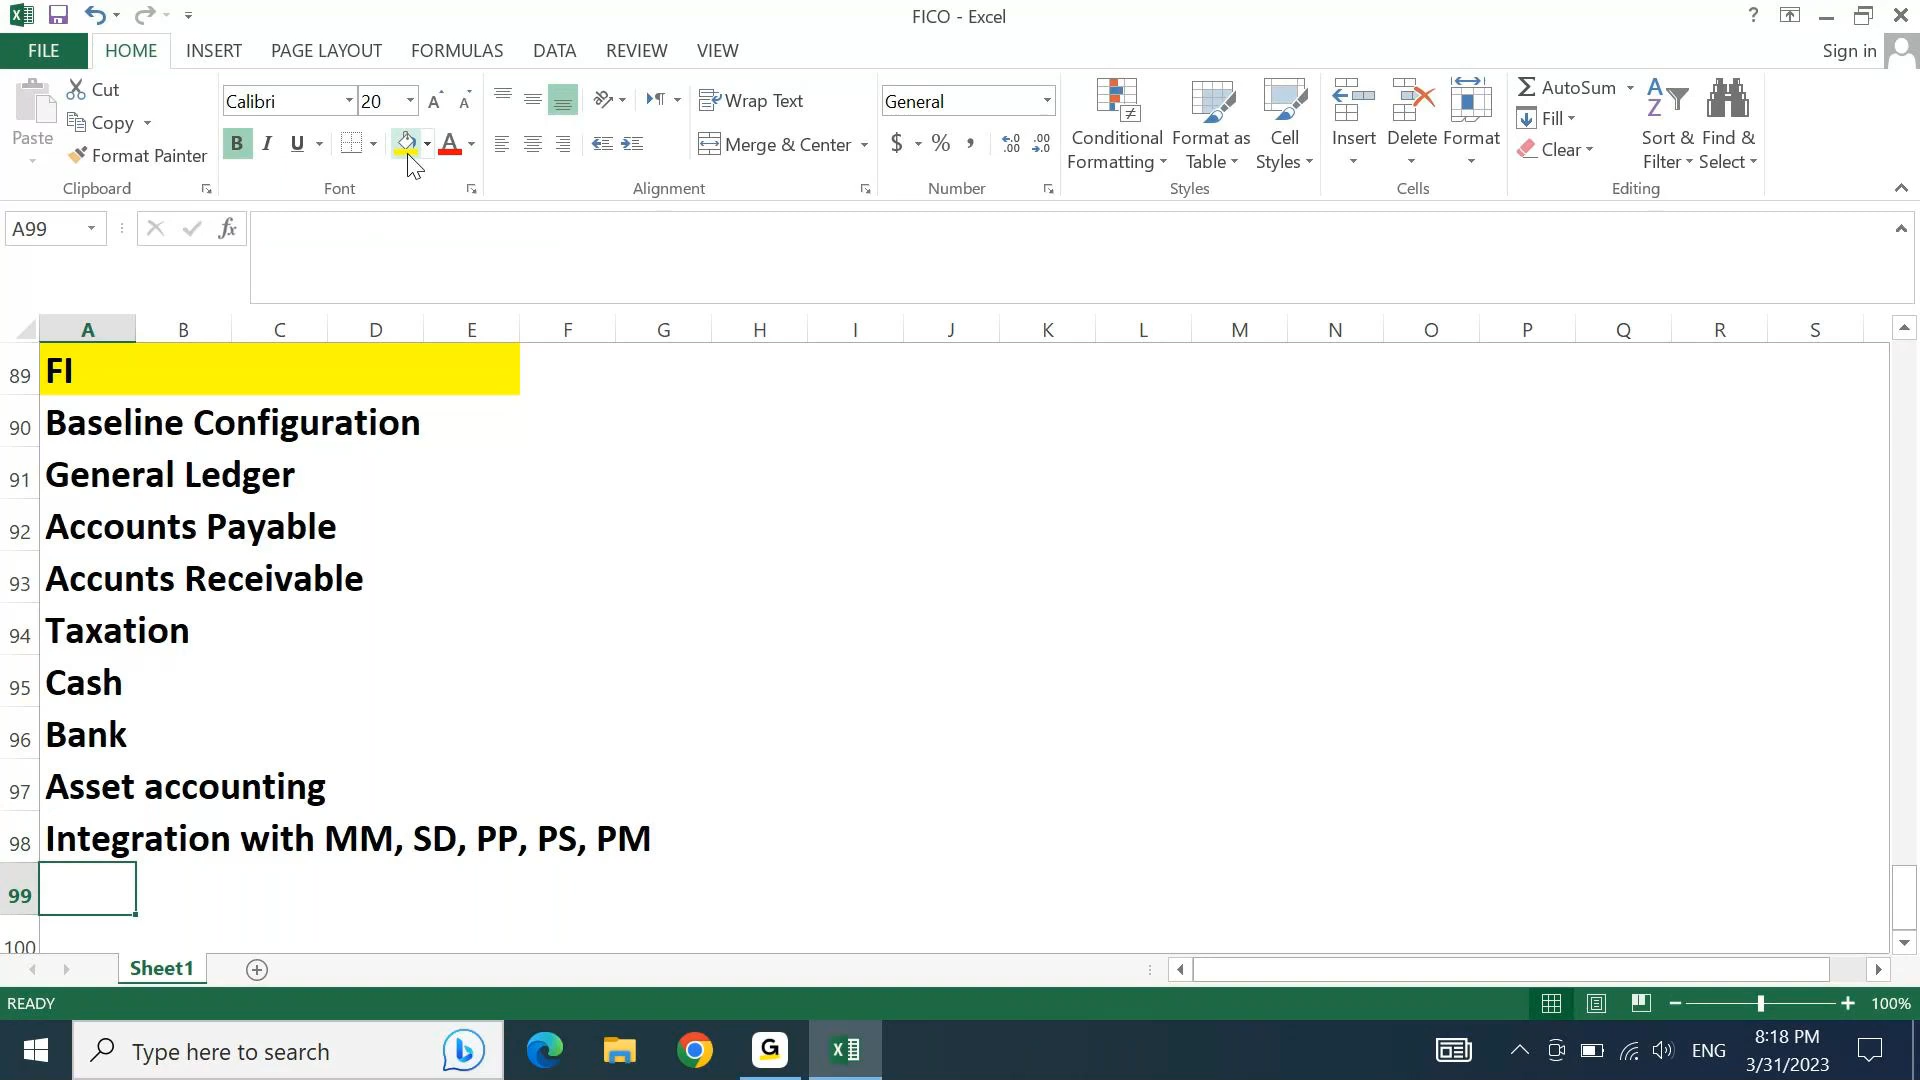 FICO - Excel
?
FILE HOME INSERT PAGE LAYOUT FORMULAS DATA REVIEW VIEW Sign in
Paste
Cut
Copy
Format Painter
Clipboard
Calibri 20
B I U A
Font
Wrap Text
Merge & Center
Alignment
General
$ % ,
Number
Conditional Formatting
Format as Table
Cell Styles
Styles
Insert Delete Format
Cells
AutoSum
Fill
Clear
Sort & Filter
Find & Select
Editing
A99 fx
A B C D E F G H I J K L M N O P Q R S
89 FI
90 Baseline Configuration
91 General Ledger
92 Accounts Payable
93 Accunts Receivable
94 Taxation
95 Cash
96 Bank
97 Asset accounting
98 Integration with MM, SD, PP, PS, PM
99
100
Sheet1
READY 100%
Type here to search
ENG
8:18 PM
3/31/2023